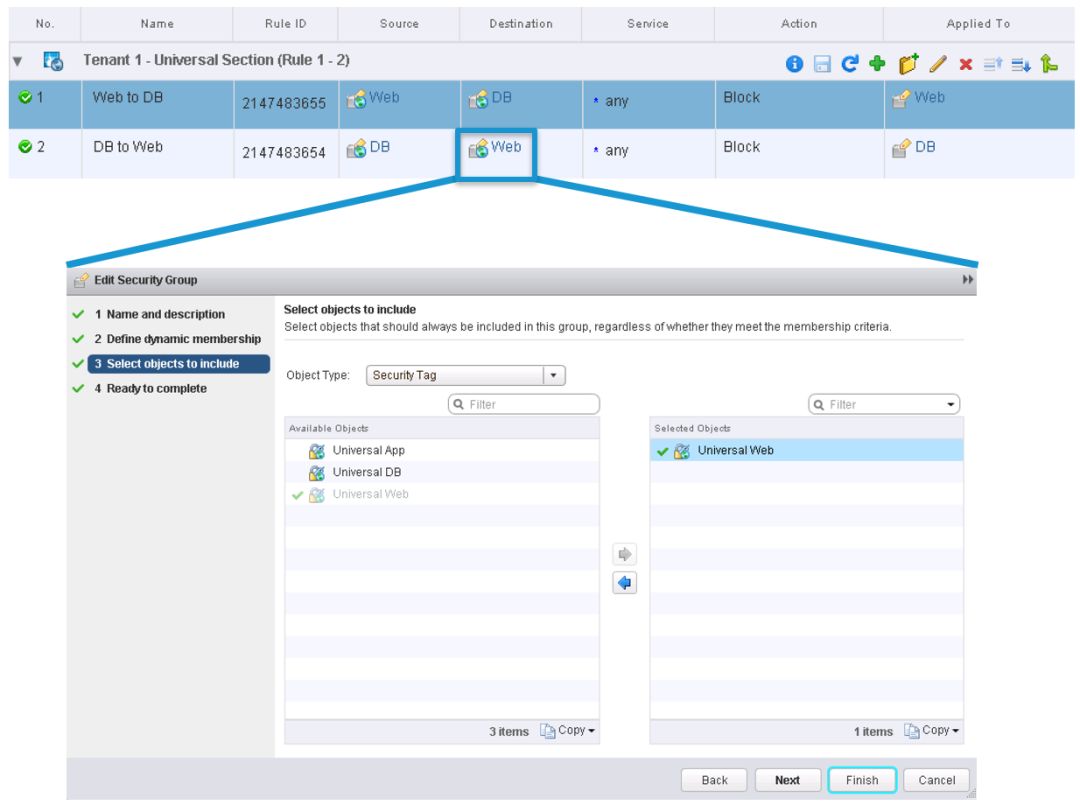 No. Name Rule ID Source Destination Service Action Applied To
Tenant 1 - Universal Section (Rule 1 - 2)
1 Web to DB 2147483655 Web DB * any Block Web
2 DB to Web 2147483654 DB Web * any Block DB
Edit Security Group
1 Name and description
2 Define dynamic membership
3 Select objects to include
4 Ready to complete
Select objects to include
Select objects that should always be included in this group, regardless of whether they meet the membership criteria.
Object Type: Security Tag
Filter
Filter
Available Objects
Universal App
Universal DB
Universal Web
3 items Copy
Selected Objects
Universal Web
1 items Copy
Back Next Finish Cancel